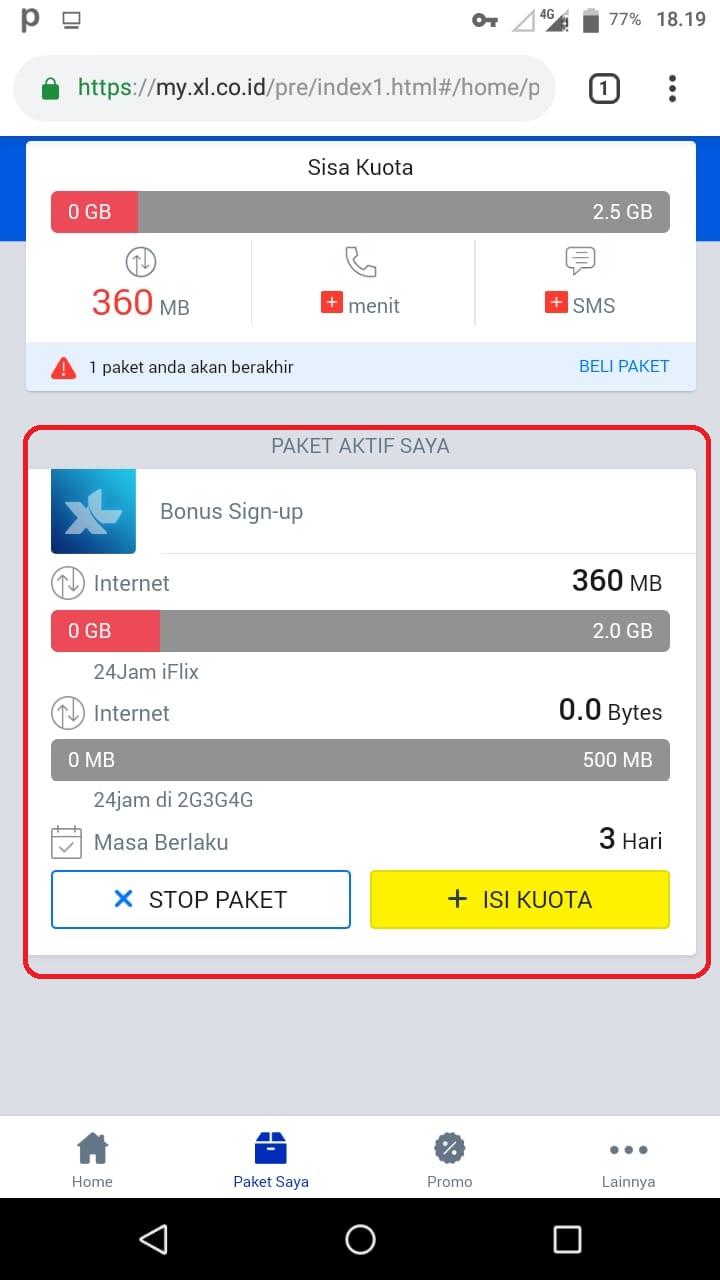 4G 77% 18.19
https://my.xl.co.id/pre/index1.html#/home/p
1
Sisa Kuota
0 GB 2.5 GB
360 MB
+ menit
+ SMS
1 paket anda akan berakhir BELI PAKET
PAKET AKTIF SAYA
XL
Bonus Sign-up
Internet 360 MB
0 GB 2.0 GB
24Jam iFlix
Internet 0.0 Bytes
0 MB 500 MB
24jam di 2G3G4G
Masa Berlaku 3 Hari
STOP PAKET
+ ISI KUOTA
Home Paket Saya Promo Lainnya